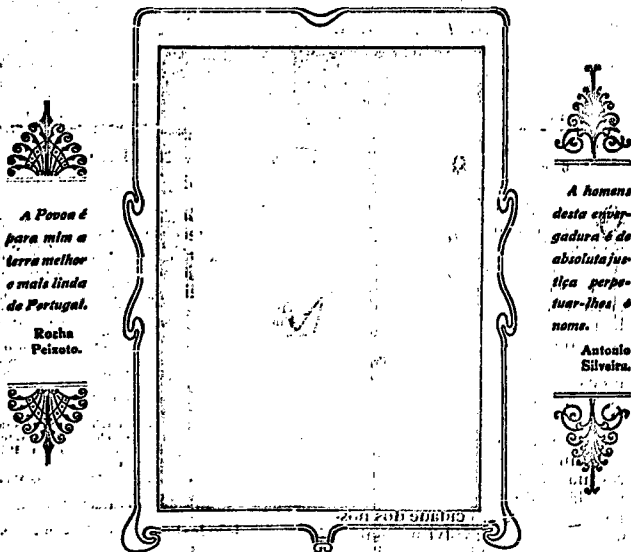 A Povoa é
para mim a
terra melhor
e mais linda
de Portugal.
Rocha
Peixoto.
A homens
desta enver-
gadura é de
absoluta jus-
tiça perpe-
tuar-lhes o
nome.
Antonio
Silveira.